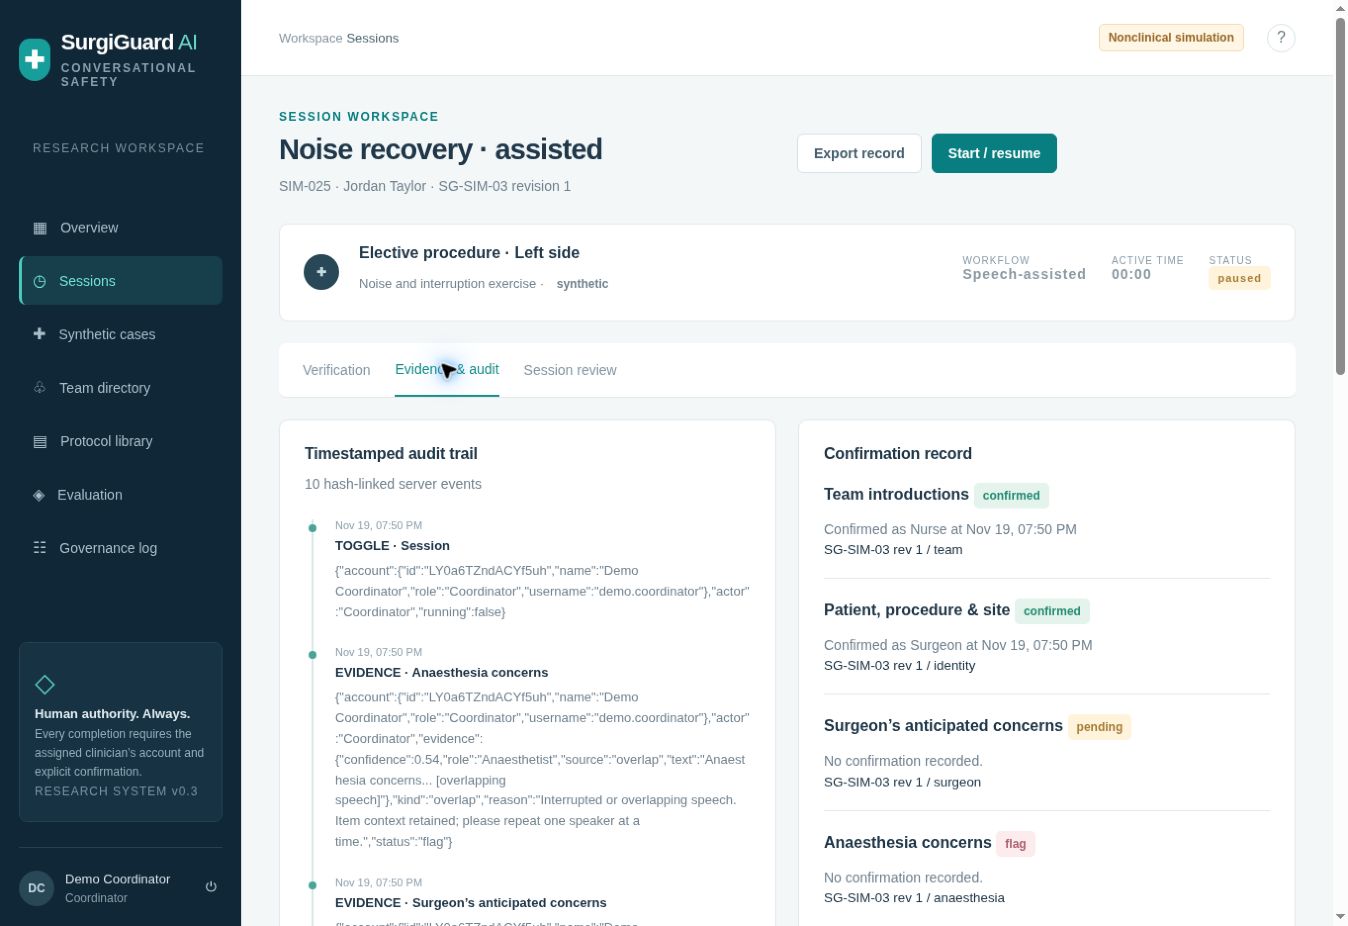 SurgiGuard AI
CONVERSATIONAL
SAFETY
RESEARCH WORKSPACE
Overview
Sessions
Synthetic cases
Team directory
Protocol library
Evaluation
Governance log
Human authority. Always.
Every completion requires the
assigned clinician's account and
explicit confirmation.
RESEARCH SYSTEM v0.3
DC
Demo Coordinator
Coordinator
Workspace Sessions
Nonclinical simulation
?
SESSION WORKSPACE
Noise recovery · assisted
SIM-025 · Jordan Taylor · SG-SIM-03 revision 1
Export record
Start / resume
Elective procedure · Left side
Noise and interruption exercise · synthetic
WORKFLOW
Speech-assisted
ACTIVE TIME
00:00
STATUS
paused
Verification
Evidence & audit
Session review
Timestamped audit trail
10 hash-linked server events
Nov 19, 07:50 PM
TOGGLE · Session
{"account":{"id":"LY0a6TZndACYf5uh","name":"Demo
Coordinator","role":"Coordinator","username":"demo.coordinator"},"actor"
:"Coordinator","running":false}
Nov 19, 07:50 PM
EVIDENCE · Anaesthesia concerns
{"account":{"id":"LY0a6TZndACYf5uh","name":"Demo
Coordinator","role":"Coordinator","username":"demo.coordinator"},"actor"
:"Coordinator","evidence":
{"confidence":0.54,"role":"Anaesthetist","source":"overlap","text":"Anaest
hesia concerns... [overlapping
speech]"},"kind":"overlap","reason":"Interrupted or overlapping speech.
Item context retained; please repeat one speaker at a
time.","status":"flag"}
Nov 19, 07:50 PM
EVIDENCE · Surgeon’s anticipated concerns
{"account":{"id":"LY0a6TZndACYf5uh","name":"Demo
Confirmation record
Team introductions confirmed
Confirmed as Nurse at Nov 19, 07:50 PM
SG-SIM-03 rev 1 / team
Patient, procedure & site confirmed
Confirmed as Surgeon at Nov 19, 07:50 PM
SG-SIM-03 rev 1 / identity
Surgeon’s anticipated concerns pending
No confirmation recorded.
SG-SIM-03 rev 1 / surgeon
Anaesthesia concerns flag
No confirmation recorded.
SG-SIM-03 rev 1 / anaesthesia